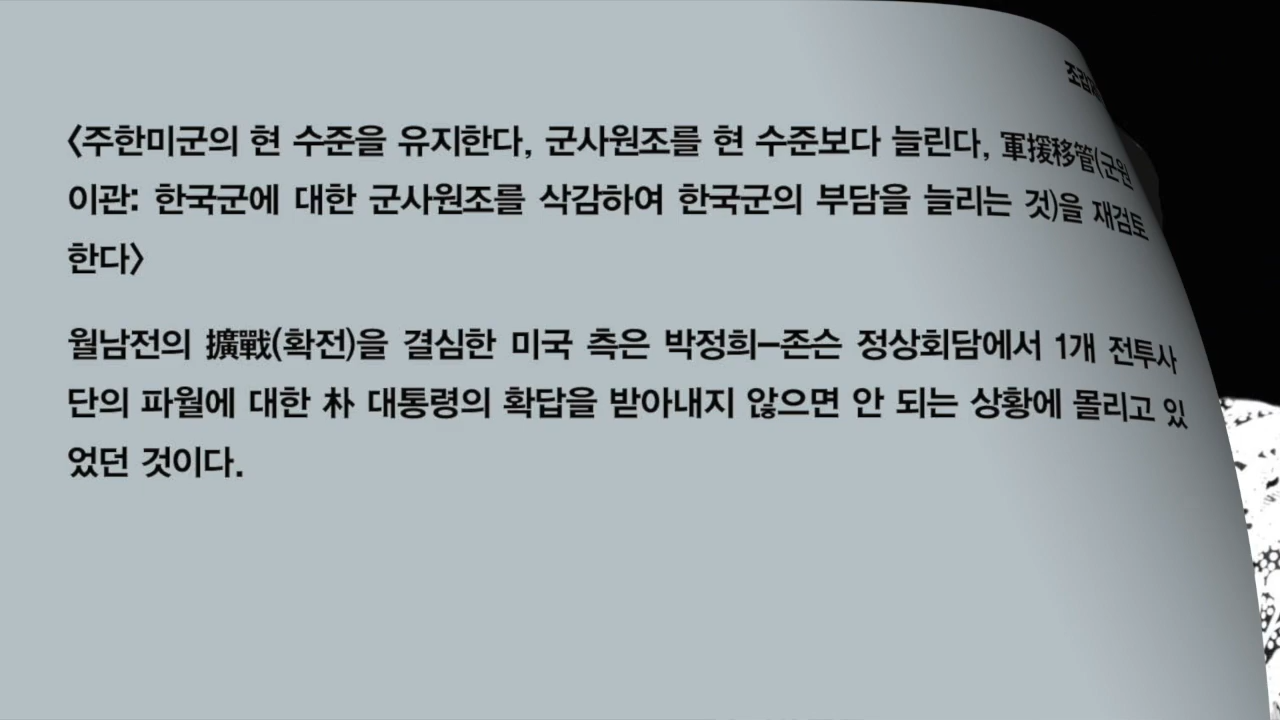 〈주한미군의 현 수준을 유지한다, 군사원조를 현 수준보다 늘린다, 軍援移管(군원
이관: 한국군에 대한 군사원조를 삭감하여 한국군의 부담을 늘리는 것)을 재검토
한다〉
월남전의 擴戰(확전)을 결심한 미국 측은 박정희–존슨 정상회담에서 1개 전투사
단의 파월에 대한 朴 대통령의 확답을 받아내지 않으면 안 되는 상황에 몰리고 있
었던 것이다.